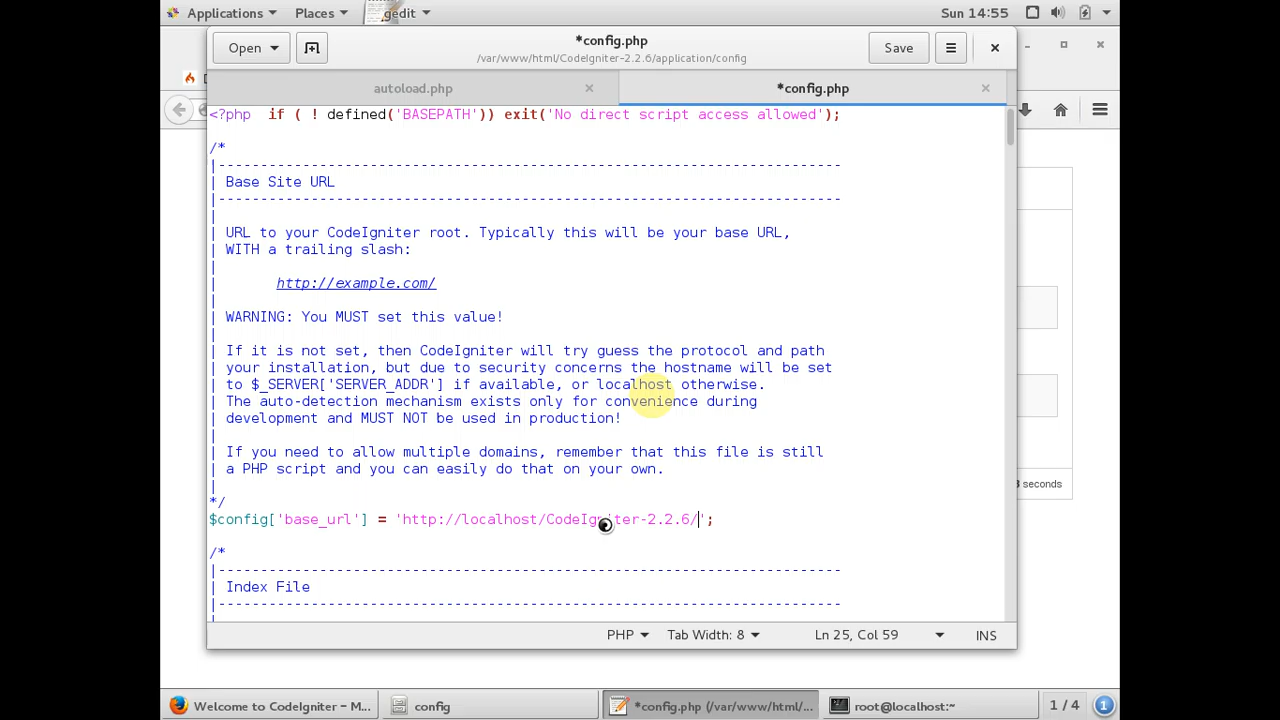 Applications Places gedit Sun 14:55
Open *config.php Save
/var/www/html/CodeIgniter-2.2.6/application/config
autoload.php *config.php
<?php if ( ! defined('BASEPATH')) exit('No direct script access allowed');
/*
|--------------------------------------------------------------------------
| Base Site URL
|--------------------------------------------------------------------------
|
| URL to your CodeIgniter root. Typically this will be your base URL,
| WITH a trailing slash:
|
| http://example.com/
|
| WARNING: You MUST set this value!
|
| If it is not set, then CodeIgniter will try guess the protocol and path
| your installation, but due to security concerns the hostname will be set
| to $_SERVER['SERVER_ADDR'] if available, or localhost otherwise.
| The auto-detection mechanism exists only for convenience during
| development and MUST NOT be used in production!
|
| If you need to allow multiple domains, remember that this file is still
| a PHP script and you can easily do that on your own.
|
*/
seconds
$config['base_url'] = 'http://localhost/CodeIgniter-2.2.6/';
/*
|--------------------------------------------------------------------------
| Index File
|--------------------------------------------------------------------------
PHP Tab Width: 8 Ln 25, Col 59 INS
Welcome to CodeIgniter – M... config *config.php (/var/www/html/... root@localhost:~ 1 / 4 1